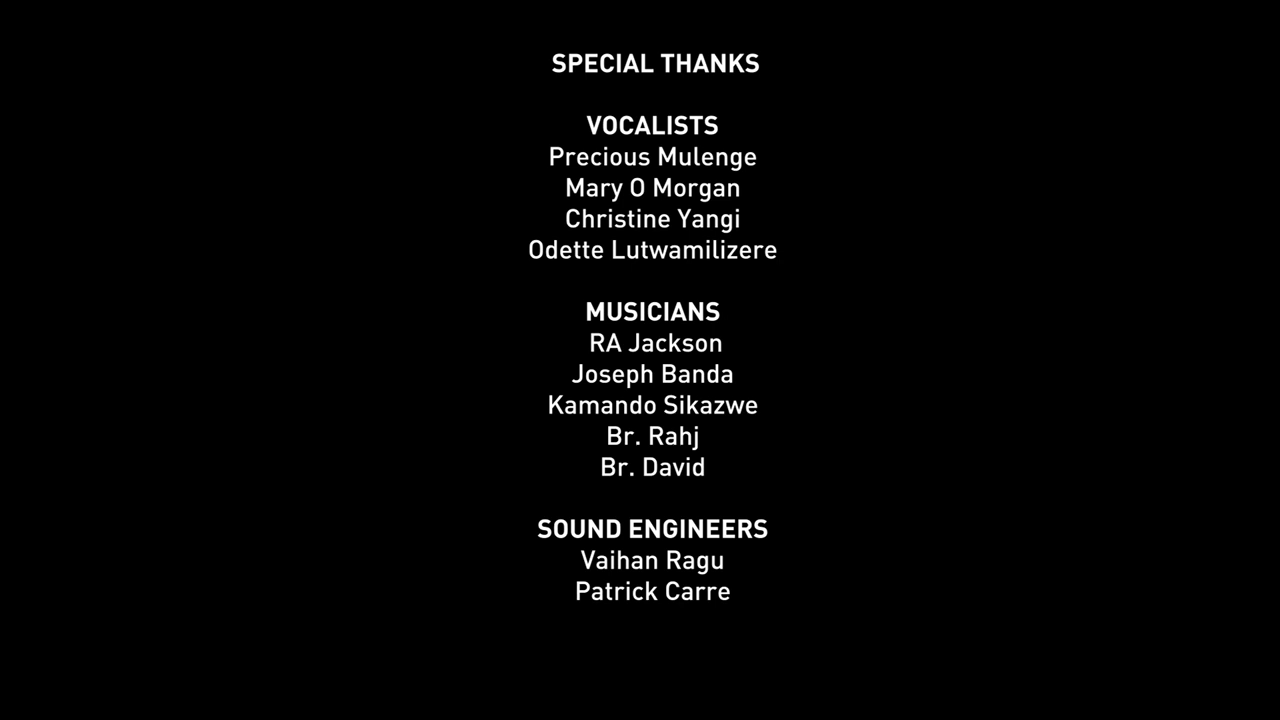 SPECIAL THANKS
VOCALISTS
Precious Mulenge
Mary O Morgan
Christine Yangi
Odette Lutwamilizere
MUSICIANS
RA Jackson
Joseph Banda
Kamando Sikazwe
Br. Rahj
Br. David
SOUND ENGINEERS
Vaihan Ragu
Patrick Carre